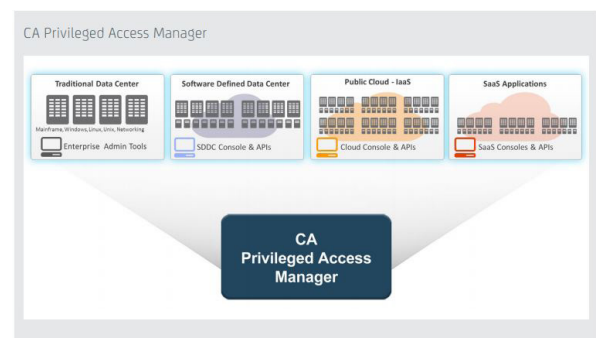 CA Privileged Access Manager
Traditional Data Center
Mainframe, Windows, Linux, Unix, Networking
Enterprise Admin Tools
Software Defined Data Center
SDDC Console & APIs
Public Cloud - IaaS
Cloud Console & APIs
SaaS Applications
SaaS Consoles & APIs
CA
Privileged Access
Manager